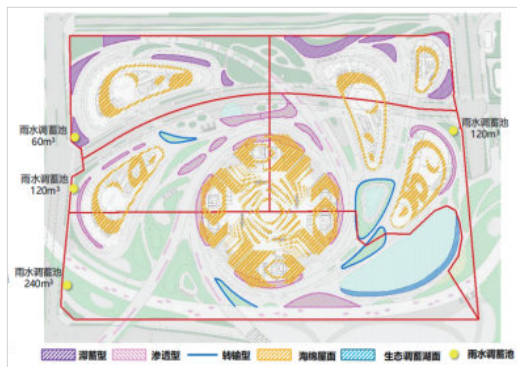 雨水调蓄池
60m³
雨水调蓄池
120m³
雨水调蓄池
120m³
雨水调蓄池
240m³
滞蓄型 渗透型 转输型 海绵屋面 生态调蓄湖面 雨水调蓄池